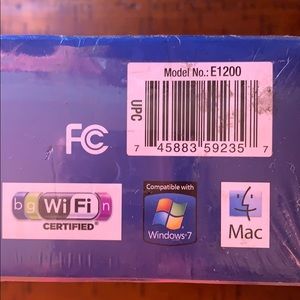 Model No.: E1200
UPC
7 45883 59235 7
FC
b g Wi Fi n
CERTIFIED®
Compatible with
Windows 7
Mac